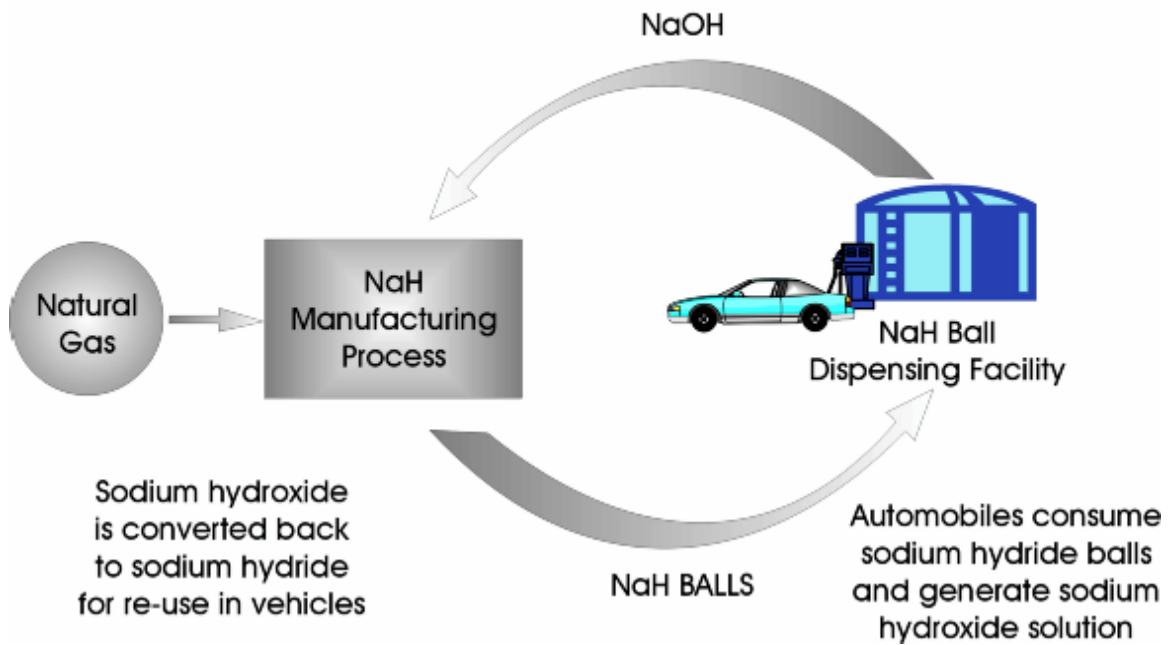 NaOH
Natural
Gas
NaH
Manufacturing
Process
NaH Ball
Dispensing Facility
Sodium hydroxide
is converted back
to sodium hydride
for re-use in vehicles
NaH BALLS
Automobiles consume
sodium hydride balls
and generate sodium
hydroxide solution